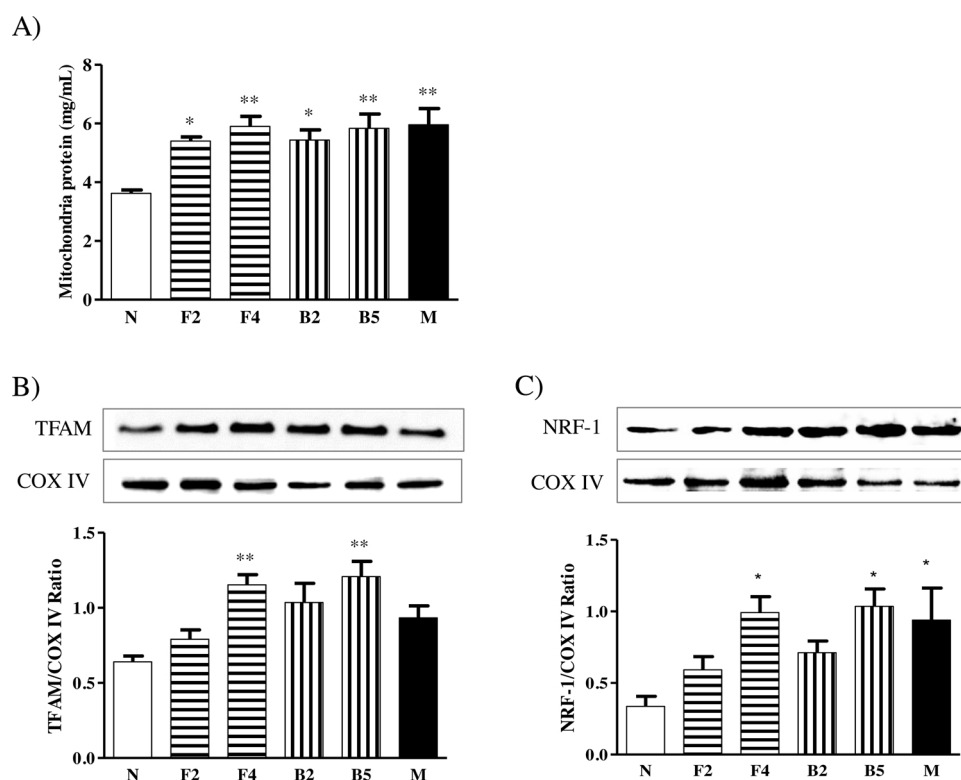 A)
Mitochondria protein (mg/mL)
8
6
4
2
0
* ** * ** **
N F2 F4 B2 B5 M
B)
TFAM
COX IV
TFAM/COX IV Ratio
1.5
1.0
0.5
0.0
** **
N F2 F4 B2 B5 M
C)
NRF-1
COX IV
NRF-1/COX IV Ratio
1.5
1.0
0.5
0.0
* * *
N F2 F4 B2 B5 M